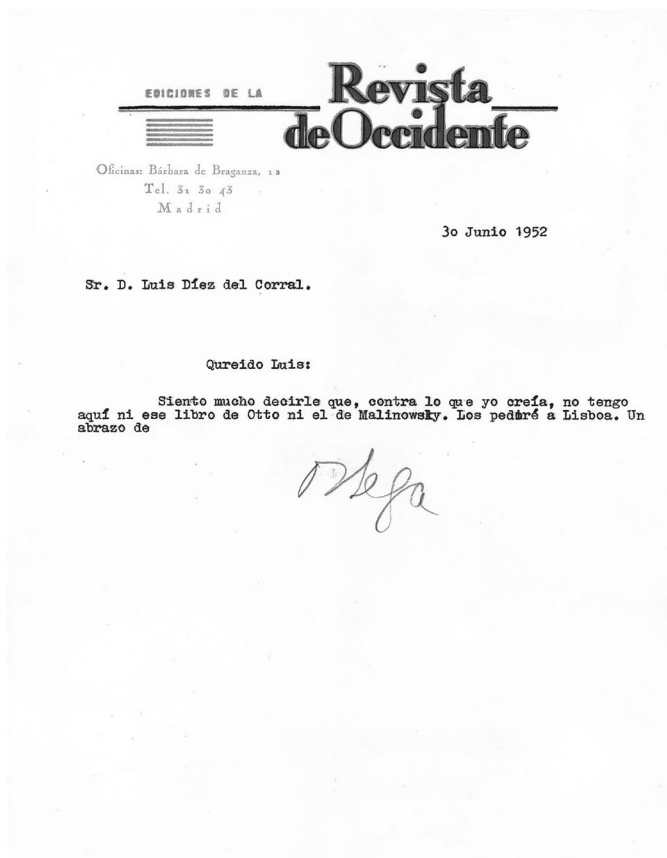 EDICIONES DE LA
Revista
de Occidente
Oficinas: Bárbara de Braganza, 12
Tel. 31 30 43
Madrid
30 Junio 1952
Sr. D. Luis Díez del Corral.
Qureido Luis:
Siento mucho decirle que, contra lo que yo creía, no tengo
aquí ni ese libro de Otto ni el de Malinowsky. Los pediré a Lisboa. Un
abrazo de
Ortega